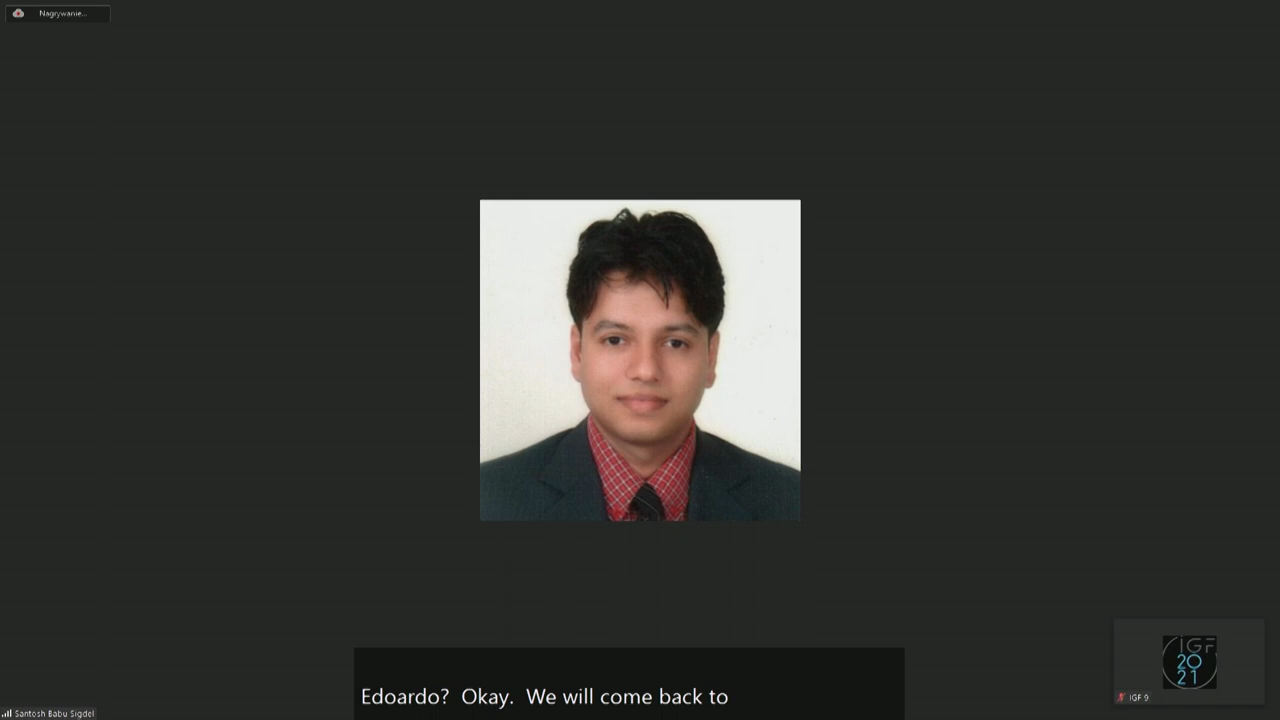 Nagrywanie...
Edoardo?  Okay.  We will come back to
IGF
20
21
IGF 9
Santosh Babu Sigdel